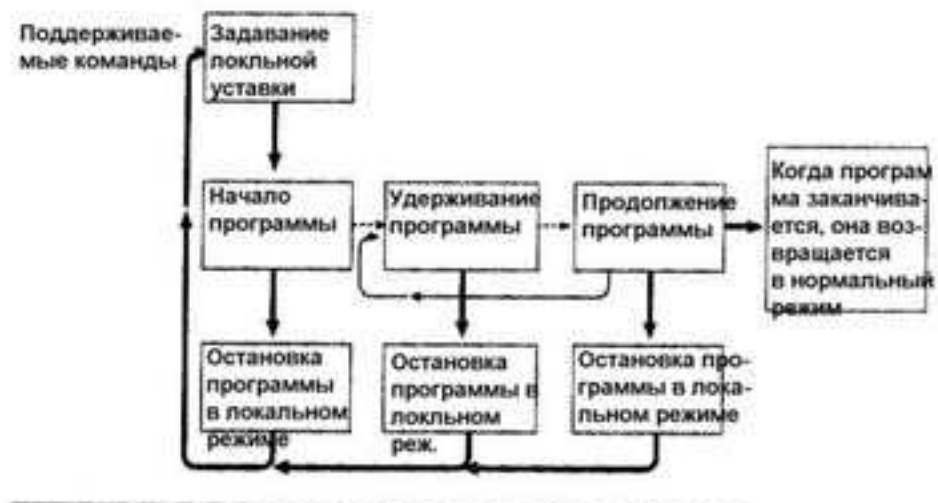 Поддерживае-
мые команды
Задавание
локльной
уставки
Начало
программы
Удерживание
программы
Продолжение
программы
Когда програм
ма заканчива-
ется, она воз-
вращается
в нормальный
режим
Остановка
программы
в локальном
режиме
Остановка
программы в
локльном
реж.
Остановка про-
граммы в лока-
льном режиме